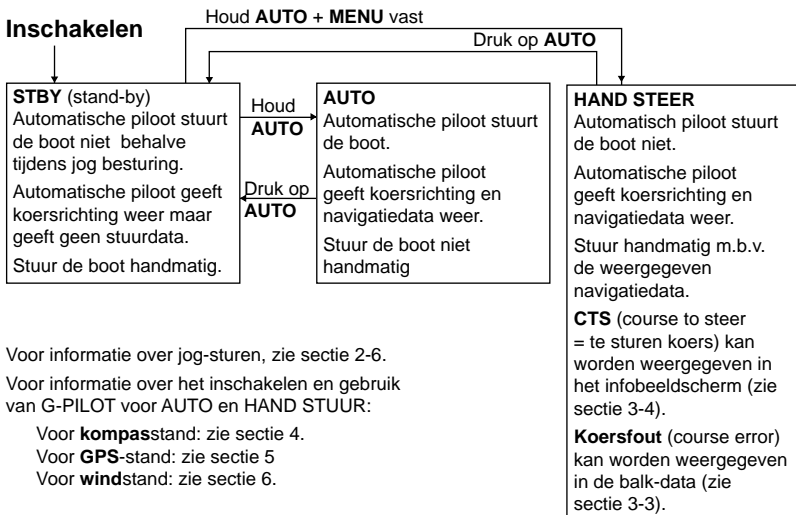 Inschakelen
Houd AUTO + MENU vast
Druk op AUTO
STBY (stand-by)
Automatische piloot stuurt
de boot niet behalve
tijdens jog besturing.
Automatische piloot geeft
koersrichting weer maar
geeft geen stuurdata.
Stuur de boot handmatig.
Houd
AUTO
Druk op
AUTO
AUTO
Automatische piloot stuurt
de boot.
Automatische piloot
geeft koersrichting en
navigatiedata weer.
Stuur de boot niet
handmatig
HAND STEER
Automatisch piloot stuurt
de boot niet.
Automatische piloot
geeft koersrichting en
navigatiedata weer.
Stuur handmatig m.b.v.
de weergegeven
navigatiedata.
CTS (course to steer
= te sturen koers) kan
worden weergegeven in
het infobeeldscherm (zie
sectie 3-4).
Koersfout (course error)
kan worden weergegeven
in de balk-data (zie
sectie 3-3).
Voor informatie over jog-sturen, zie sectie 2-6.
Voor informatie over het inschakelen en gebruik
van G-PILOT voor AUTO en HAND STUUR:
Voor kompasstand: zie sectie 4.
Voor GPS-stand: zie sectie 5
Voor windstand: zie sectie 6.